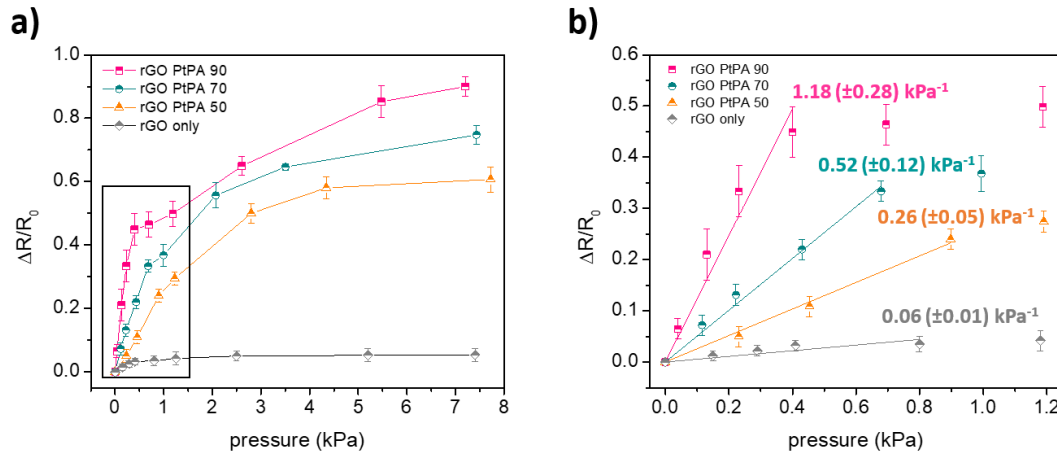 a)
1.0
0.8
0.6
0.4
0.2
0.0
ΔR/R0
rGO PtPA 90
rGO PtPA 70
rGO PtPA 50
rGO only
0 1 2 3 4 5 6 7 8
pressure (kPa)
b)
0.6
0.5
0.4
0.3
0.2
0.1
0.0
ΔR/R0
rGO PtPA 90
rGO PtPA 70
rGO PtPA 50
rGO only
1.18 (±0.28) kPa-1
0.52 (±0.12) kPa-1
0.26 (±0.05) kPa-1
0.06 (±0.01) kPa-1
0.0 0.2 0.4 0.6 0.8 1.0 1.2
pressure (kPa)